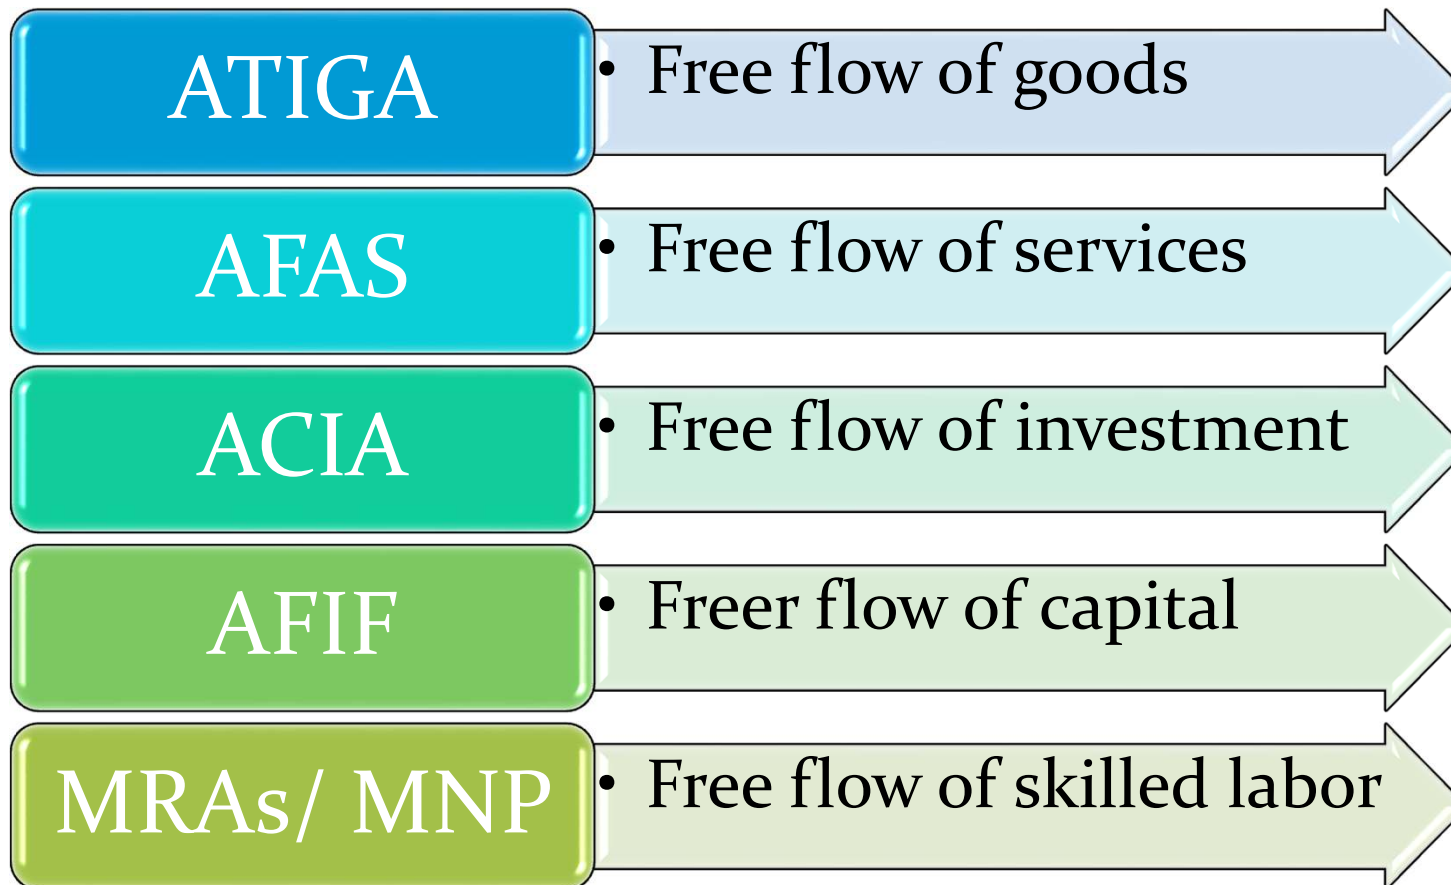 ATIGA
• Free flow of goods
AFAS
• Free flow of services
ACIA
• Free flow of investment
AFIF
• Freer flow of capital
MRAs/ MNP
• Free flow of skilled labor